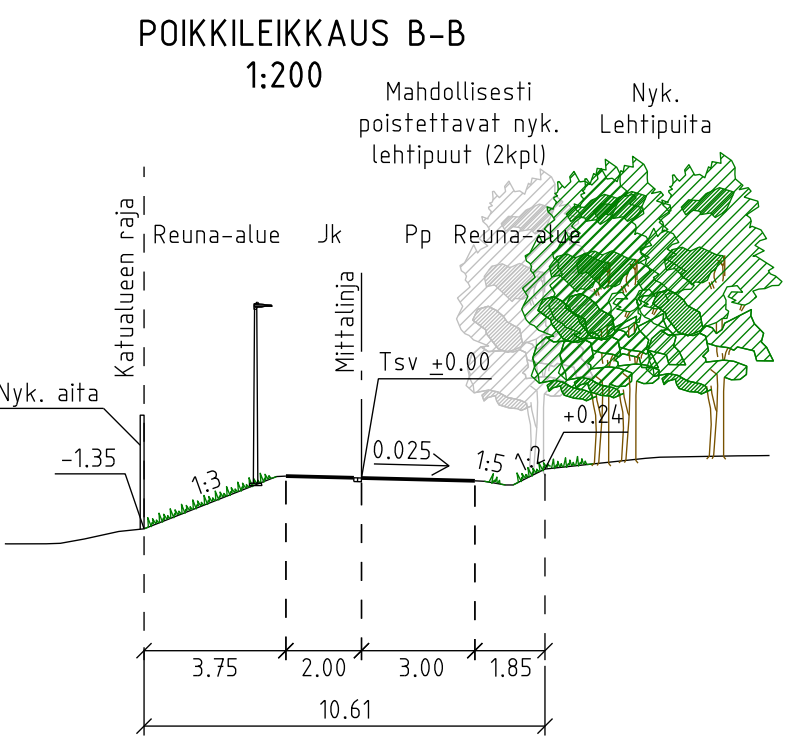 POIKKILEIKKAUS B-B
1:200
Mahdollisesti
poistettavat nyk.
lehtipuut (2kpl)
Nyk.
Lehtipuita
Katualueen raja
Reuna-alue
Jk
Pp
Reuna-alue
Mittalinja
Tsv ±0.00
Nyk. aita
+0.24
-1.35
0.025
1:3
1:5
1:2
3.75
2.00
3.00
1.85
10.61